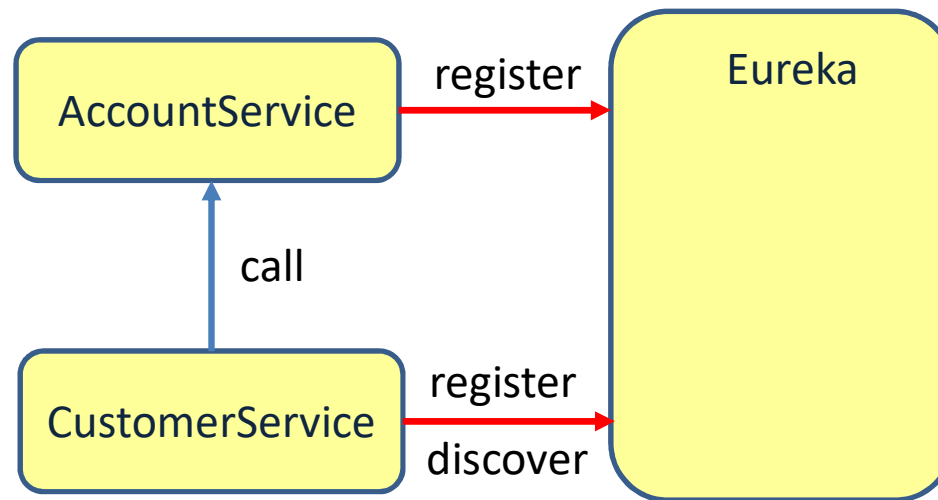 register
Eureka
AccountService
call
register
CustomerService
discover